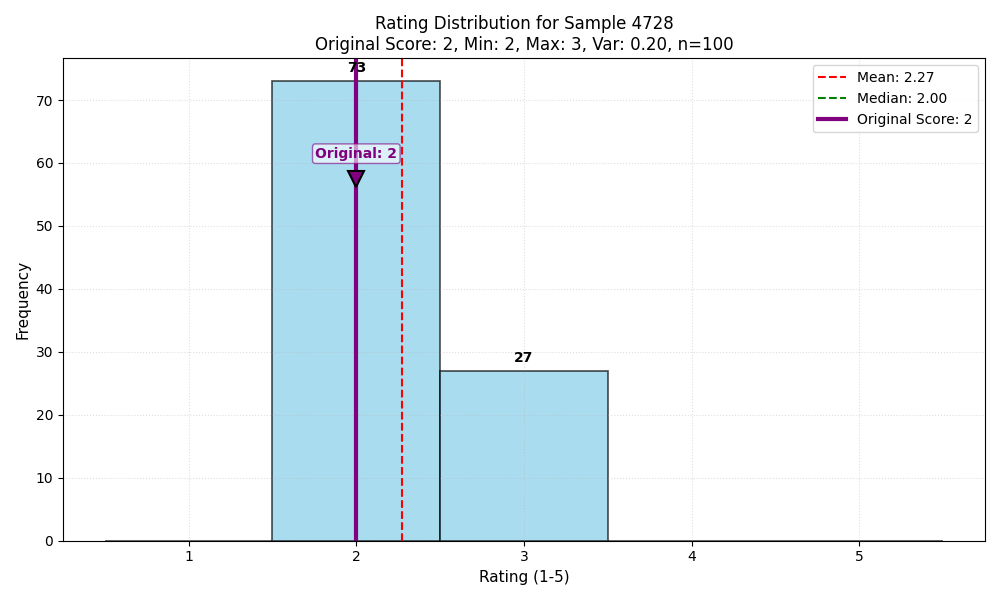 Rating Distribution for Sample 4728
Original Score: 2, Min: 2, Max: 3, Var: 0.20, n=100
73
Mean: 2.27
Median: 2.00
Original Score: 2
Original: 2
27
Frequency
70
60
50
40
30
20
10
0
1 2 3 4 5
Rating (1-5)